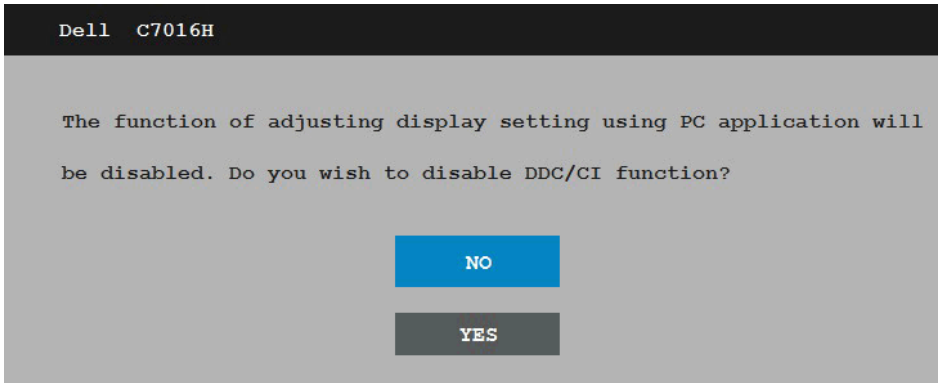 Dell C7016H
The function of adjusting display setting using PC application will
be disabled. Do you wish to disable DDC/CI function?
NO
YES